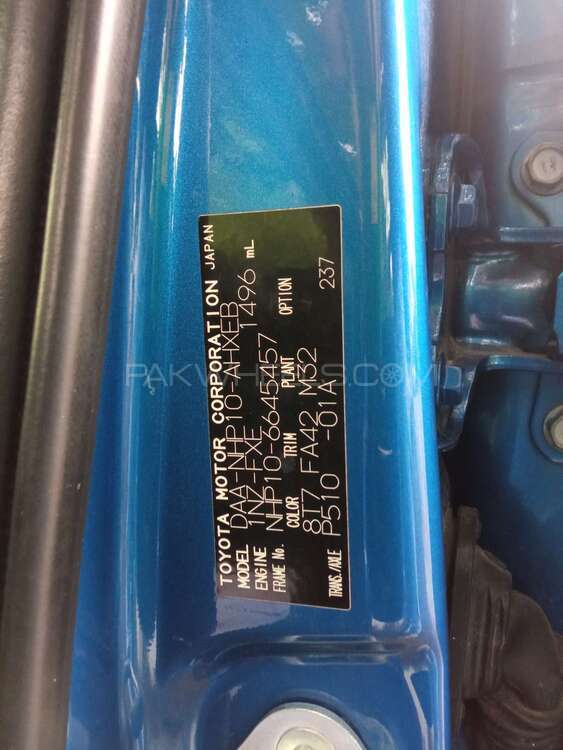 TOYOTA MOTOR CORPORATION JAPAN
MODEL DAA-NHP10-AHXEB
ENGINE 1NZ-FXE 1496 mL
FRAME No. NHP10-6645457
COLOR TRIM PLANT OPTION
8T7 FA42 M32 237
TRANS./AXLE P510 -01A
PAKWHEELS.COM